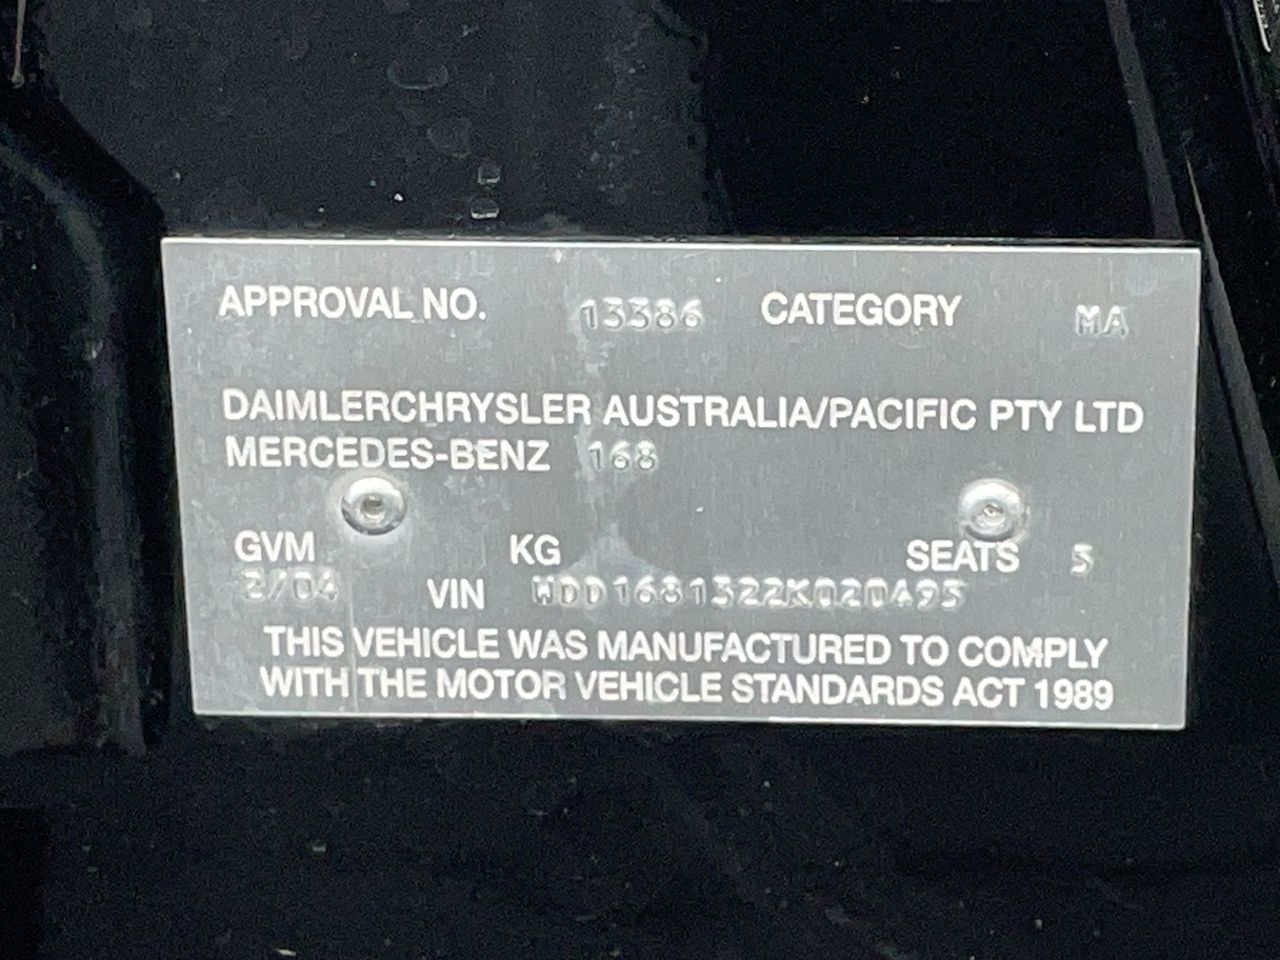 APPROVAL NO. 13386 CATEGORY MA
DAIMLERCHRYSLER AUSTRALIA/PACIFIC PTY LTD
MERCEDES-BENZ 168
GVM KG SEATS 5
2/04 VIN WDD1681322K020495
THIS VEHICLE WAS MANUFACTURED TO COMPLY
WITH THE MOTOR VEHICLE STANDARDS ACT 1989